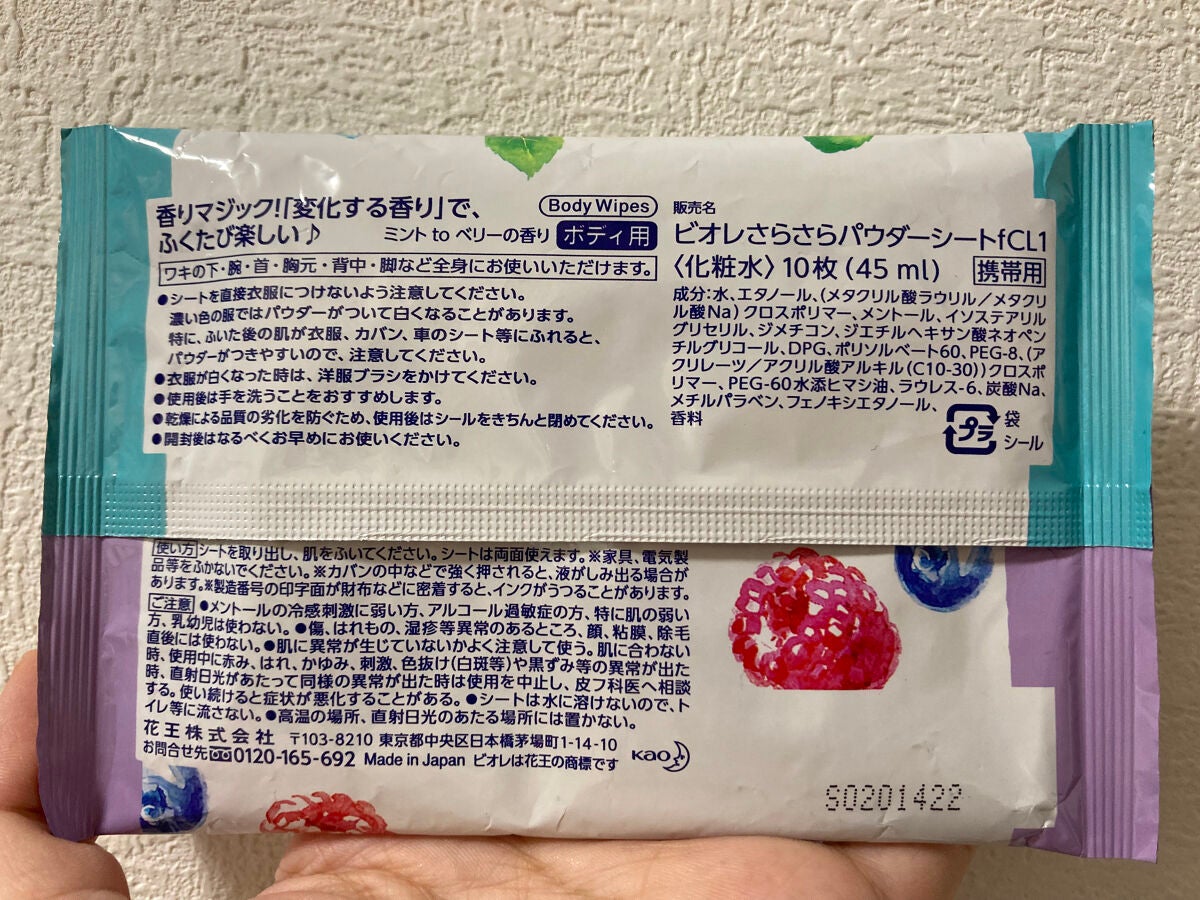 香りマジック!「変化する香り」で、
ふくたび楽しい♪
ミント to ベリーの香り
Body Wipes
ボディ用
ワキの下・腕・首・胸元・背中・脚など全身にお使いいただけます。
●シートを直接衣服につけないよう注意してください。
濃い色の服ではパウダーがついて白くなることがあります。
特に、ふいた後の肌が衣服、カバン、車のシート等にふれると、
パウダーがつきやすいので、注意してください。
●衣服が白くなった時は、洋服ブラシをかけてください。
●使用後は手を洗うことをおすすめします。
●乾燥による品質の劣化を防ぐため、使用後はシールをきちんと閉めてください。
●開封後はなるべくお早めにお使いください。
販売名
ビオレさらさらパウダーシートfCL1
〈化粧水〉10枚(45 ml) 携帯用
成分:水、エタノール、(メタクリル酸ラウリル/メタクリ
ル酸Na)クロスポリマー、メントール、イソステアリル
グリセリル、ジメチコン、ジエチルヘキサン酸ネオペン
チルグリコール、DPG、ポリソルベート60、PEG-8、(ア
クリレーツ/アクリル酸アルキル(C10-30))クロスポ
リマー、PEG-60水添ヒマシ油、ラウレス-6、炭酸Na、
メチルパラベン、フェノキシエタノール、
香料
プラ
袋
シール
使い方 シートを取り出し、肌をふいてください。シートは両面使えます。※家具、電気製
品等をふかないでください。※カバンの中などで強く押されると、液がしみ出る場合が
あります。※製造番号の印字面が財布などに密着すると、インクがうつることがあります。
ご注意 ●メントールの冷感刺激に弱い方、アルコール過敏症の方、特に肌の弱い
方、乳幼児は使わない。●傷、はれもの、湿疹等異常のあるところ、顔、粘膜、除毛
直後には使わない。●肌に異常が生じていないかよく注意して使う。肌に合わない
時、使用中に赤み、はれ、かゆみ、刺激、色抜け(白斑等)や黒ずみ等の異常が出た
時、直射日光があたって同様の異常が出た時は使用を中止し、皮フ科医へ相談
する。使い続けると症状が悪化することがある。●シートは水に溶けないので、ト
イレ等に流さない。●高温の場所、直射日光のあたる場所には置かない。
花王株式会社 〒103-8210 東京都中央区日本橋茅場町1-14-10
お問合せ先 0120-165-692 Made in Japan ビオレは花王の商標です
Kao
S0201422